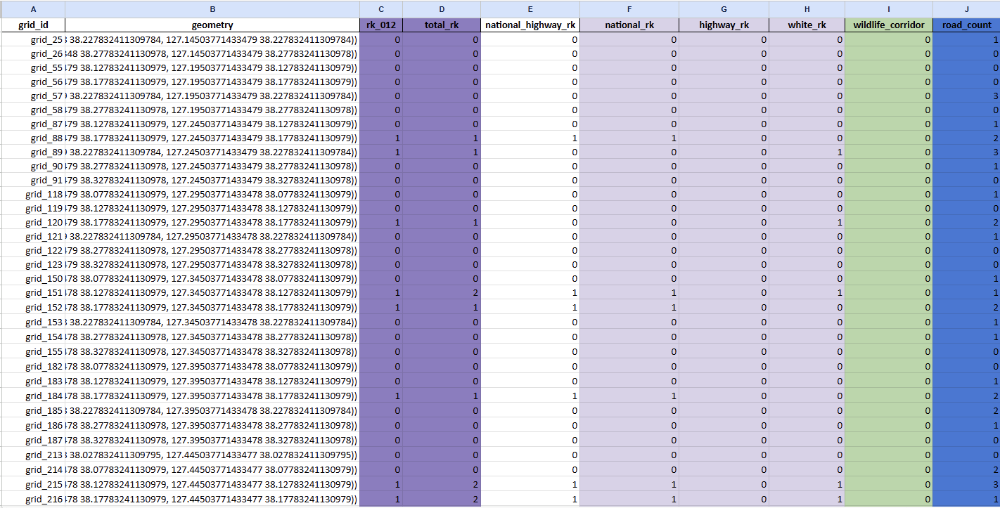 A B C D E F G H I J
grid_id geometry rk_012 total_rk national_highway_rk national_rk highway_rk white_rk wildlife_corridor road_count
grid_25 38.227832411309784, 127.14503771433479 38.227832411309784)) 0 0 0 0 0 0 0 1
grid_26 348 38.27783241130978, 127.14503771433479 38.27783241130978)) 0 0 0 0 0 0 0 0
grid_55 479 38.12783241130979, 127.19503771433479 38.12783241130979)) 0 0 0 0 0 0 0 0
grid_56 479 38.17783241130979, 127.19503771433479 38.17783241130979)) 0 0 0 0 0 0 0 0
grid_57 38.227832411309784, 127.19503771433479 38.227832411309784)) 0 0 0 0 0 0 0 3
grid_58 479 38.27783241130978, 127.19503771433479 38.27783241130978)) 0 0 0 0 0 0 0 0
grid_87 479 38.12783241130979, 127.24503771433479 38.12783241130979)) 0 0 0 0 0 0 0 1
grid_88 479 38.17783241130979, 127.24503771433479 38.17783241130979)) 1 1 1 1 0 0 0 2
grid_89 38.227832411309784, 127.24503771433479 38.227832411309784)) 1 1 0 0 0 1 0 3
grid_90 479 38.27783241130978, 127.24503771433479 38.27783241130978)) 0 0 0 0 0 0 0 1
grid_91 479 38.32783241130978, 127.24503771433479 38.32783241130978)) 0 0 0 0 0 0 0 0
grid_118 479 38.07783241130979, 127.29503771433478 38.07783241130979)) 0 0 0 0 0 0 0 1
grid_119 479 38.12783241130979, 127.29503771433478 38.12783241130979)) 0 0 0 0 0 0 0 0
grid_120 479 38.17783241130979, 127.29503771433478 38.17783241130979)) 1 1 0 0 0 1 0 2
grid_121 38.227832411309784, 127.29503771433478 38.227832411309784)) 0 0 0 0 0 0 0 1
grid_122 479 38.27783241130978, 127.29503771433478 38.27783241130978)) 0 0 0 0 0 0 0 0
grid_123 479 38.32783241130978, 127.29503771433478 38.32783241130978)) 0 0 0 0 0 0 0 0
grid_150 478 38.07783241130979, 127.34503771433478 38.07783241130979)) 0 0 0 0 0 0 0 1
grid_151 478 38.12783241130979, 127.34503771433478 38.12783241130979)) 1 2 1 1 0 1 0 1
grid_152 478 38.17783241130979, 127.34503771433478 38.17783241130979)) 1 1 1 1 0 0 0 2
grid_153 38.227832411309784, 127.34503771433478 38.227832411309784)) 0 0 0 0 0 0 0 1
grid_154 478 38.27783241130978, 127.34503771433478 38.27783241130978)) 0 0 0 0 0 0 0 1
grid_155 478 38.32783241130978, 127.34503771433478 38.32783241130978)) 0 0 0 0 0 0 0 0
grid_182 478 38.07783241130979, 127.39503771433478 38.07783241130979)) 0 0 0 0 0 0 0 0
grid_183 478 38.12783241130979, 127.39503771433478 38.12783241130979)) 0 0 0 0 0 0 0 1
grid_184 478 38.17783241130979, 127.39503771433478 38.17783241130979)) 1 1 1 1 0 0 0 2
grid_185 38.227832411309784, 127.39503771433478 38.227832411309784)) 0 0 0 0 0 0 0 2
grid_186 478 38.27783241130978, 127.39503771433478 38.27783241130978)) 0 0 0 0 0 0 0 1
grid_187 478 38.32783241130978, 127.39503771433478 38.32783241130978)) 0 0 0 0 0 0 0 0
grid_213 38.027832411309795, 127.44503771433477 38.027832411309795)) 0 0 0 0 0 0 0 0
grid_214 478 38.07783241130979, 127.44503771433477 38.07783241130979)) 0 0 0 0 0 0 0 2
grid_215 478 38.12783241130979, 127.44503771433477 38.12783241130979)) 1 2 1 1 0 1 0 3
grid_216 478 38.17783241130979, 127.44503771433477 38.17783241130979)) 1 2 1 1 0 1 0 1